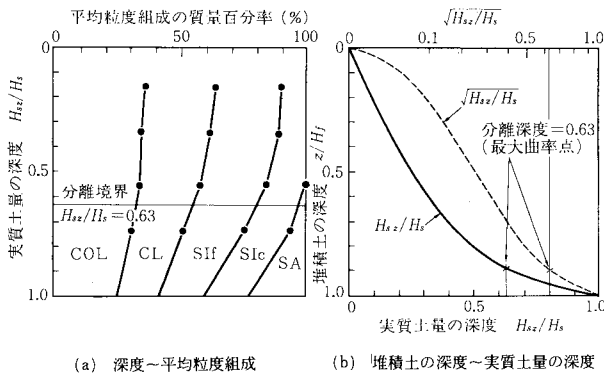 平均粒度組成の質量百分率 (%)
0 50 100
0
0.5
1.0
実質土量の深度 Hsz/Hs
分離境界
Hsz/Hs=0.63
COL CL SIf SIc SA
(a) 深度～平均粒度組成
√Hsz/Hs
0 0.1 0.5 1.0
0
0.5
1.0
堆積土の深度 z/Hf
√Hsz/Hs
分離深度=0.63
(最大曲率点)
Hsz/Hs
0 0.5 1.0
実質土量の深度 Hsz/Hs
(b) 堆積土の深度～実質土量の深度